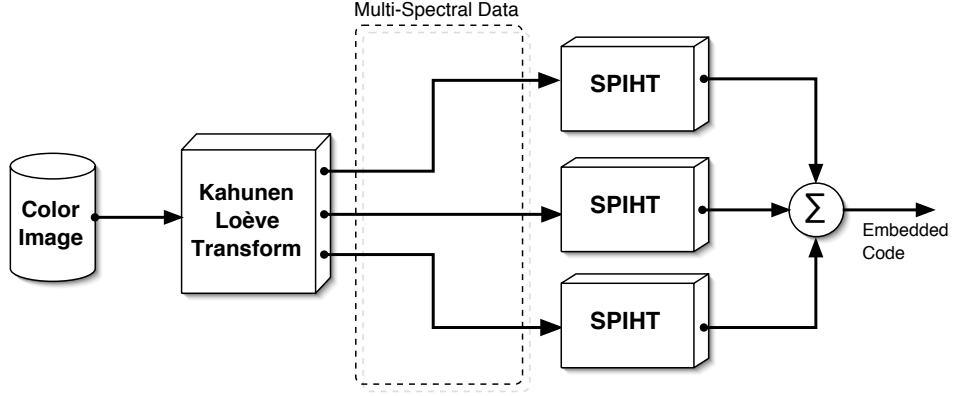 Multi-Spectral Data
Color
Image
Kahunen
Loève
Transform
SPIHT
SPIHT
SPIHT
Σ
Embedded
Code